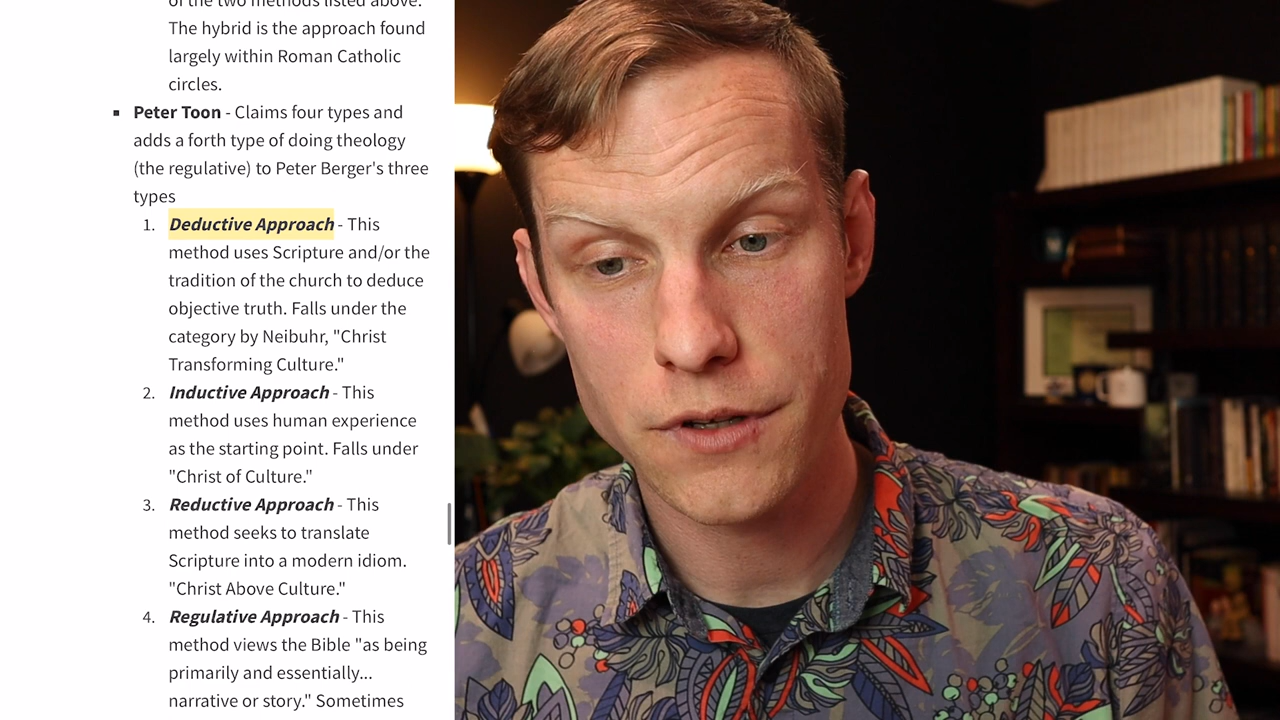 of the two methods listed above.
The hybrid is the approach found
largely within Roman Catholic
circles.
Peter Toon - Claims four types and
adds a forth type of doing theology
(the regulative) to Peter Berger's three
types
1. Deductive Approach - This
method uses Scripture and/or the
tradition of the church to deduce
objective truth. Falls under the
category by Neibuhr, "Christ
Transforming Culture."
2. Inductive Approach - This
method uses human experience
as the starting point. Falls under
"Christ of Culture."
3. Reductive Approach - This
method seeks to translate
Scripture into a modern idiom.
"Christ Above Culture."
4. Regulative Approach - This
method views the Bible "as being
primarily and essentially...
narrative or story." Sometimes